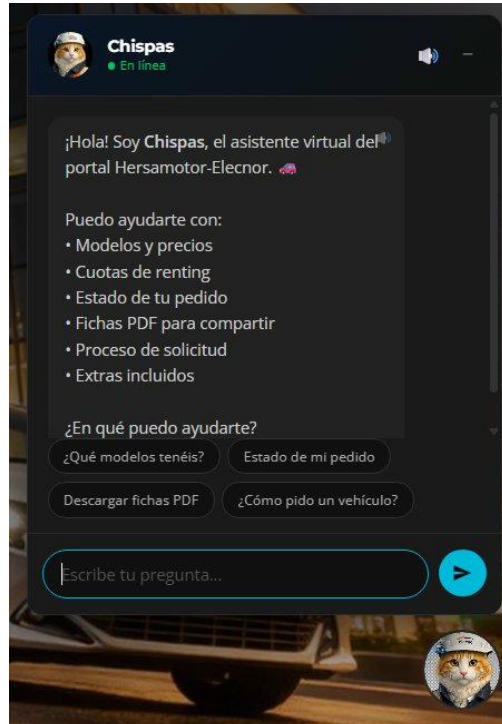 Chispas
● En línea
¡Hola! Soy Chispas, el asistente virtual del
portal Hersamotor-Elecnor. 🚗
Puedo ayudarte con:
• Modelos y precios
• Cuotas de renting
• Estado de tu pedido
• Fichas PDF para compartir
• Proceso de solicitud
• Extras incluidos
¿En qué puedo ayudarte?
¿Qué modelos tenéis?
Estado de mi pedido
Descargar fichas PDF
¿Cómo pido un vehículo?
Escribe tu pregunta...